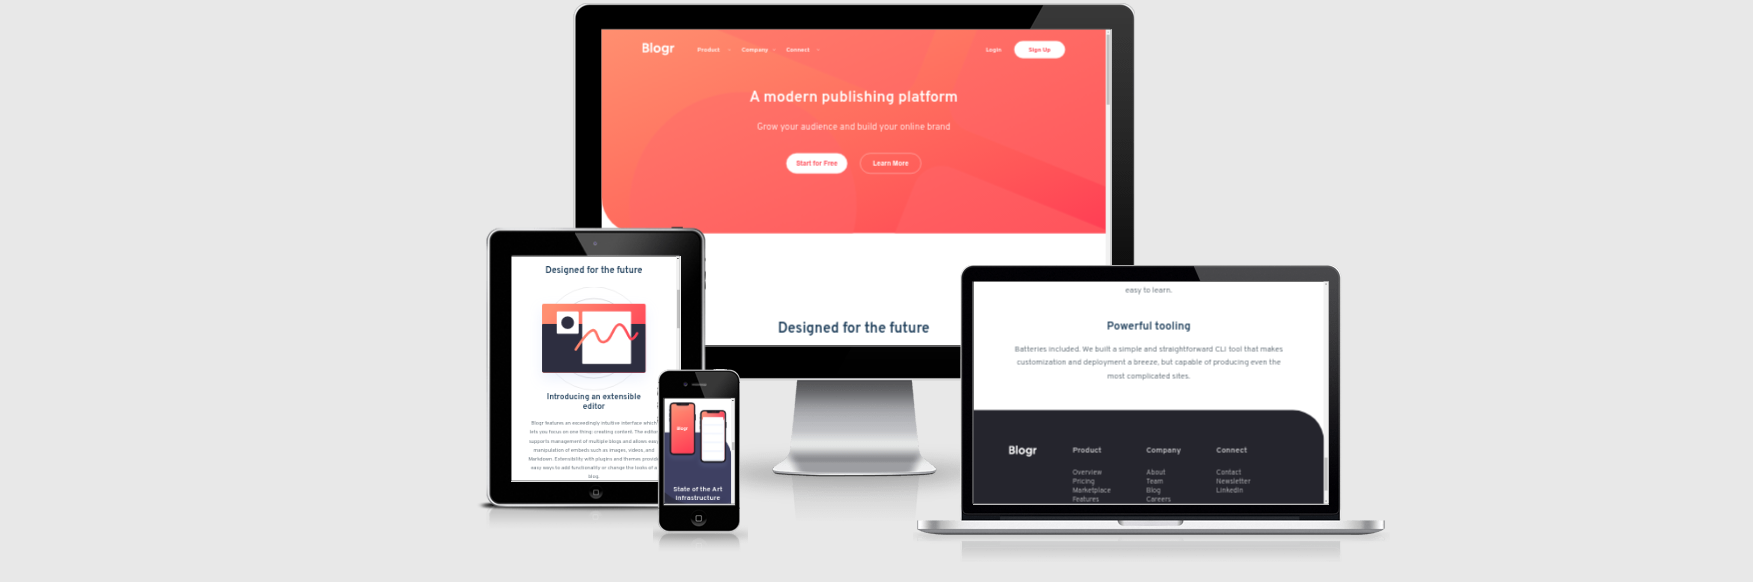 Blogr Product Company Connect Login Sign Up
A modern publishing platform
Grow your audience and build your online brand
Start for Free Learn More
Designed for the future
Designed for the future
Introducing an extensible
editor
Blogr features an exceedingly intuitive interface which
lets you focus on one thing: creating content. The editor
supports management of multiple blogs and allows easy
manipulation of embeds such as images, videos, and
Markdown. Extensibility with plugins and themes provide
easy ways to add functionality or change the looks of a
blog.
Blogr
State of the Art
Infrastructure
easy to learn.
Powerful tooling
Batteries included. We built a simple and straightforward CLI tool that makes
customization and deployment a breeze, but capable of producing even the
most complicated sites.
Blogr
Product
Overview
Pricing
Marketplace
Features
Company
About
Team
Blog
Careers
Connect
Contact
Newsletter
LinkedIn